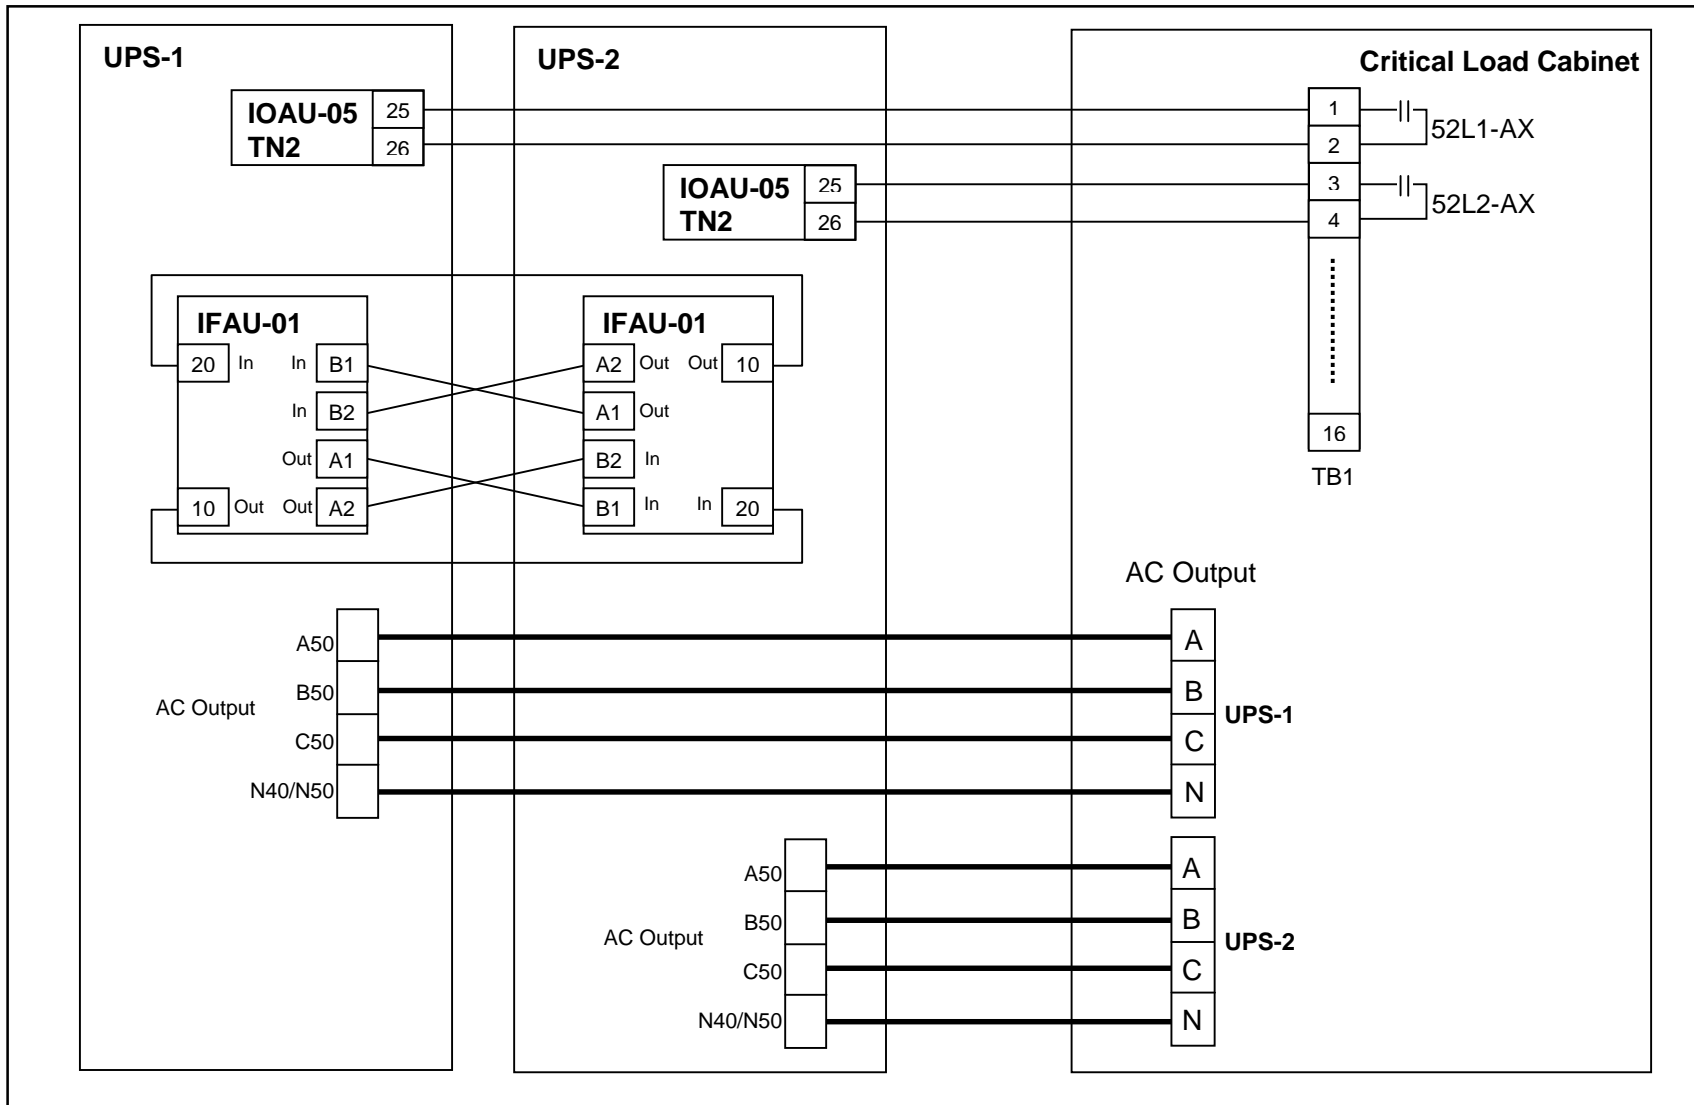 UPS-1
UPS-2
Critical Load Cabinet
IOAU-05 25
TN2 26
1
2
52L1-AX
IOAU-05 25
TN2 26
3
4
52L2-AX
16
TB1
IFAU-01
20 In In B1
In B2
Out A1
10 Out Out A2
IFAU-01
A2 Out Out 10
A1 Out
B2 In
B1 In In 20
AC Output
A50
B50
AC Output
C50
N40/N50
A
B
UPS-1
C
N
A50
B50
AC Output
C50
N40/N50
A
B
UPS-2
C
N